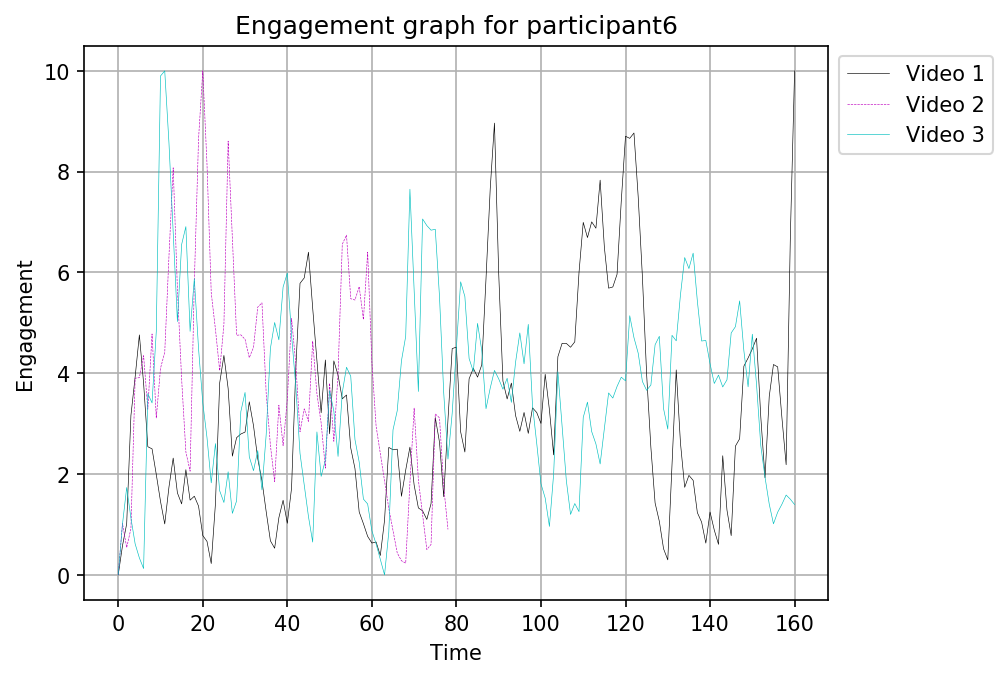 Engagement graph for participant6
Video 1
Video 2
Video 3
Engagement
10
8
6
4
2
0
0 20 40 60 80 100 120 140 160
Time